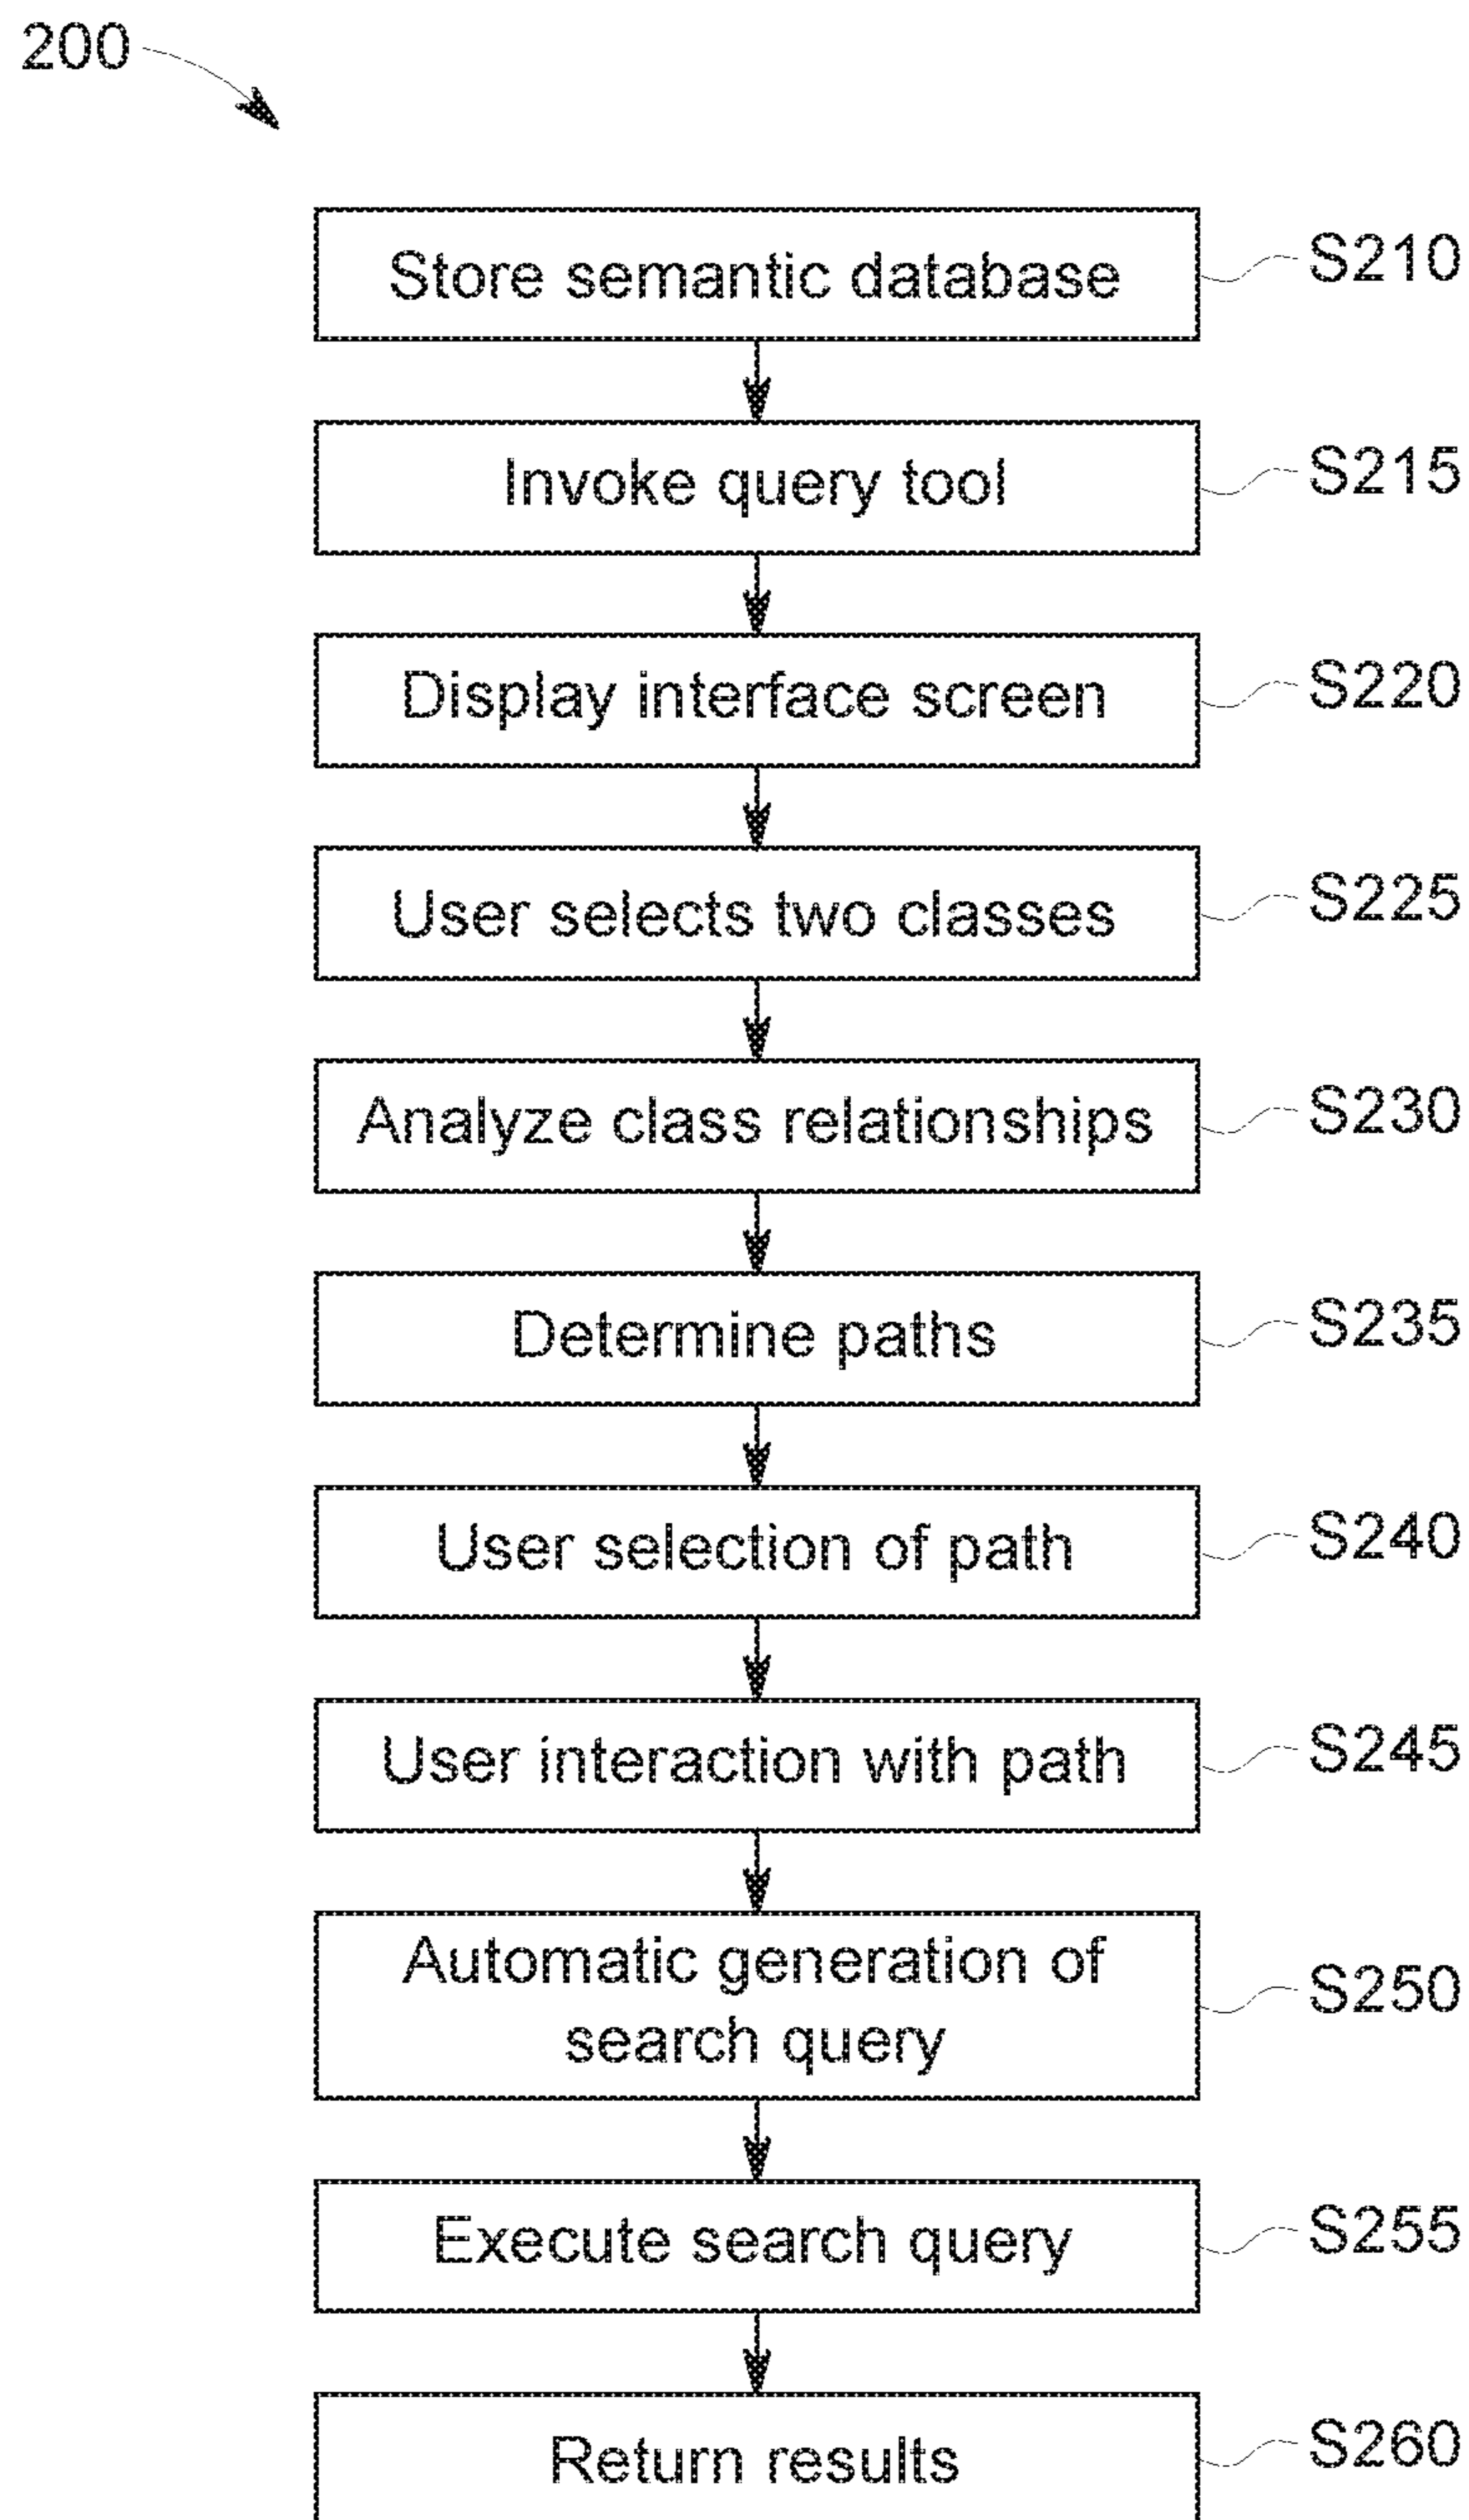 200
Store semantic database
S210
Invoke query tool
S215
Display interface screen
S220
User selects two classes
S225
Analyze class relationships
S230
Determine paths
S235
User selection of path
S240
User interaction with path
S245
Automatic generation of
search query
S250
Execute search query
S255
Return results
S260